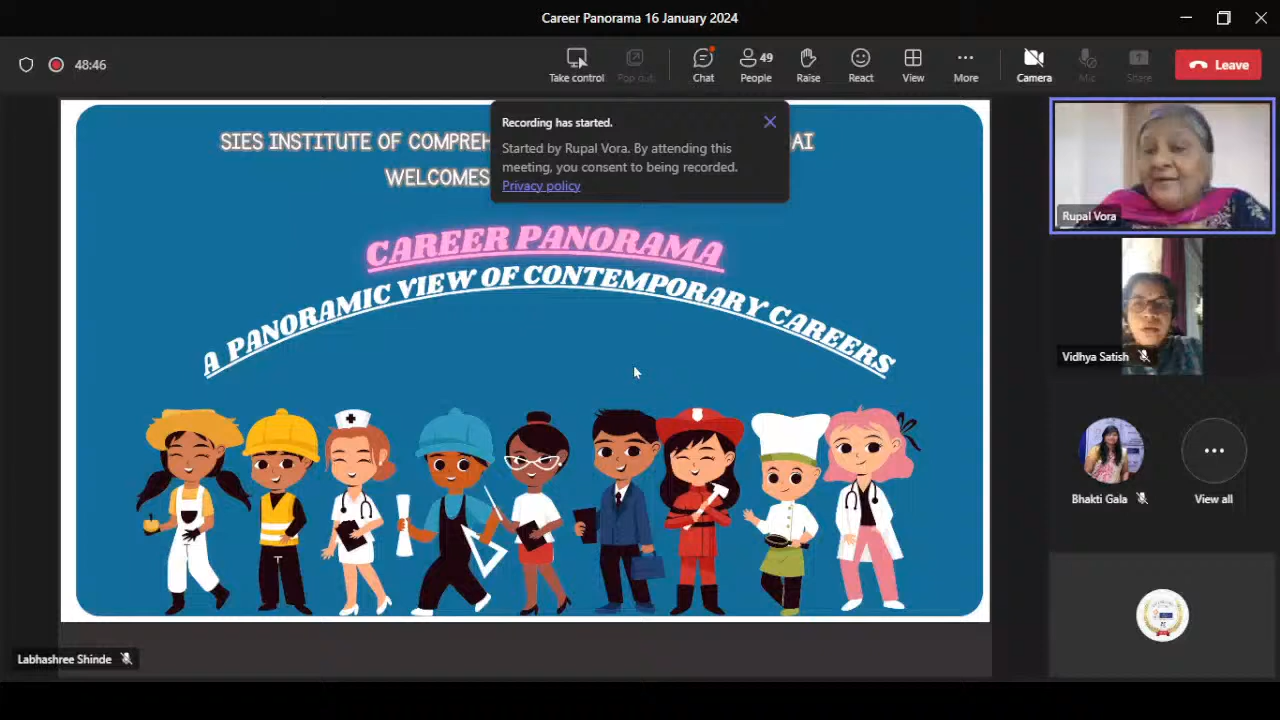 Career Panorama 16 January 2024
48:46
Take control
Pop out
Chat
49
People
Raise
React
View
More
Camera
Mic
Share
Leave
SIES INSTITUTE OF COMPREH
AI
WELCOMES
Recording has started.
Started by Rupal Vora. By attending this
meeting, you consent to being recorded.
Privacy policy
CAREER PANORAMA
A PANORAMIC VIEW OF CONTEMPORARY CAREERS
Rupal Vora
Vidhya Satish
Bhakti Gala
View all
Labhashree Shinde